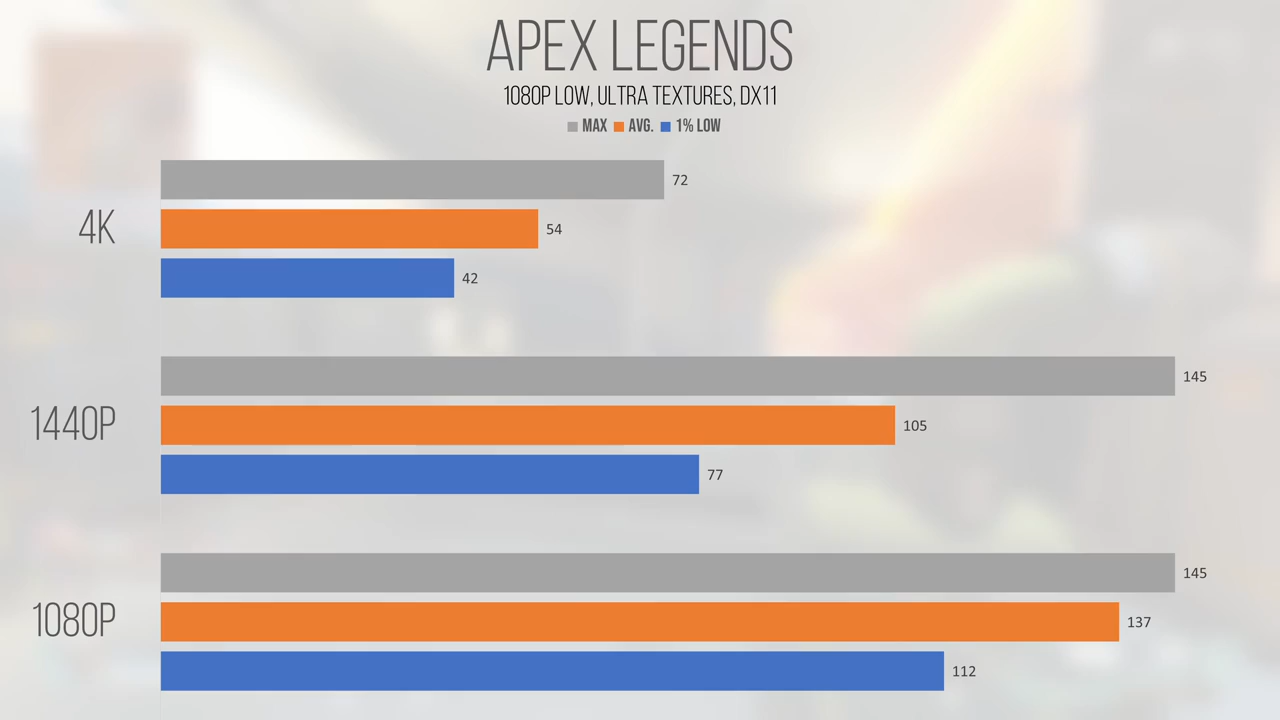 APEX LEGENDS
1080P LOW, ULTRA TEXTURES, DX11
MAX AVG. 1% LOW
72
4K 54
42
145
1440P 105
77
145
1080P 137
112